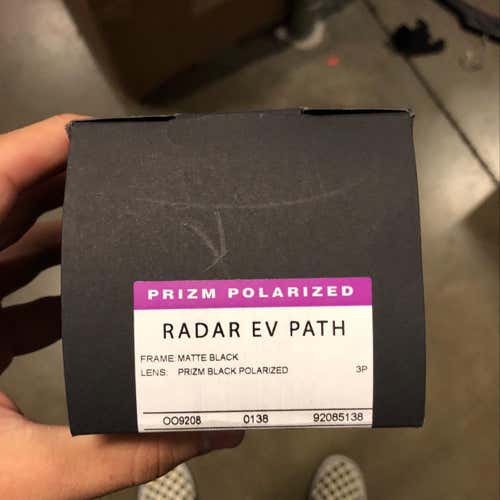 PRIZM POLARIZED
RADAR EV PATH
FRAME: MATTE BLACK
LENS: PRIZM BLACK POLARIZED 3P
OO9208 0138 92085138